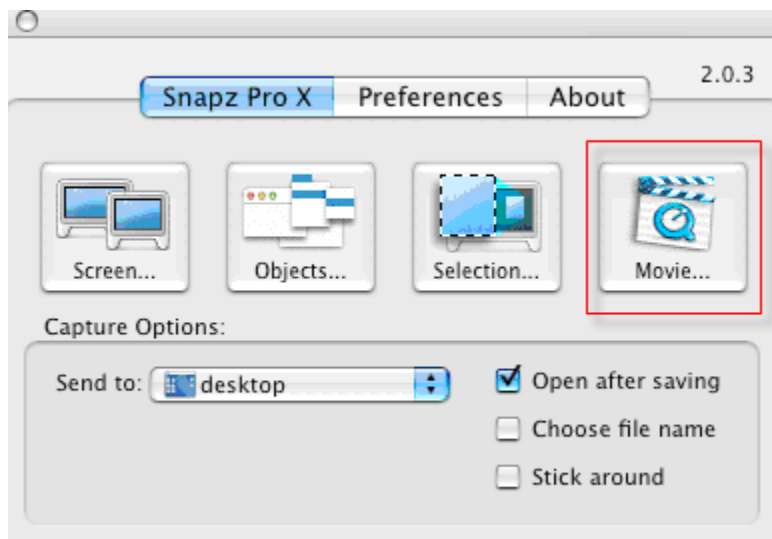 2.0.3
Snapz Pro X Preferences About
Screen... Objects... Selection... Movie...
Capture Options:
Send to: desktop
Open after saving
Choose file name
Stick around